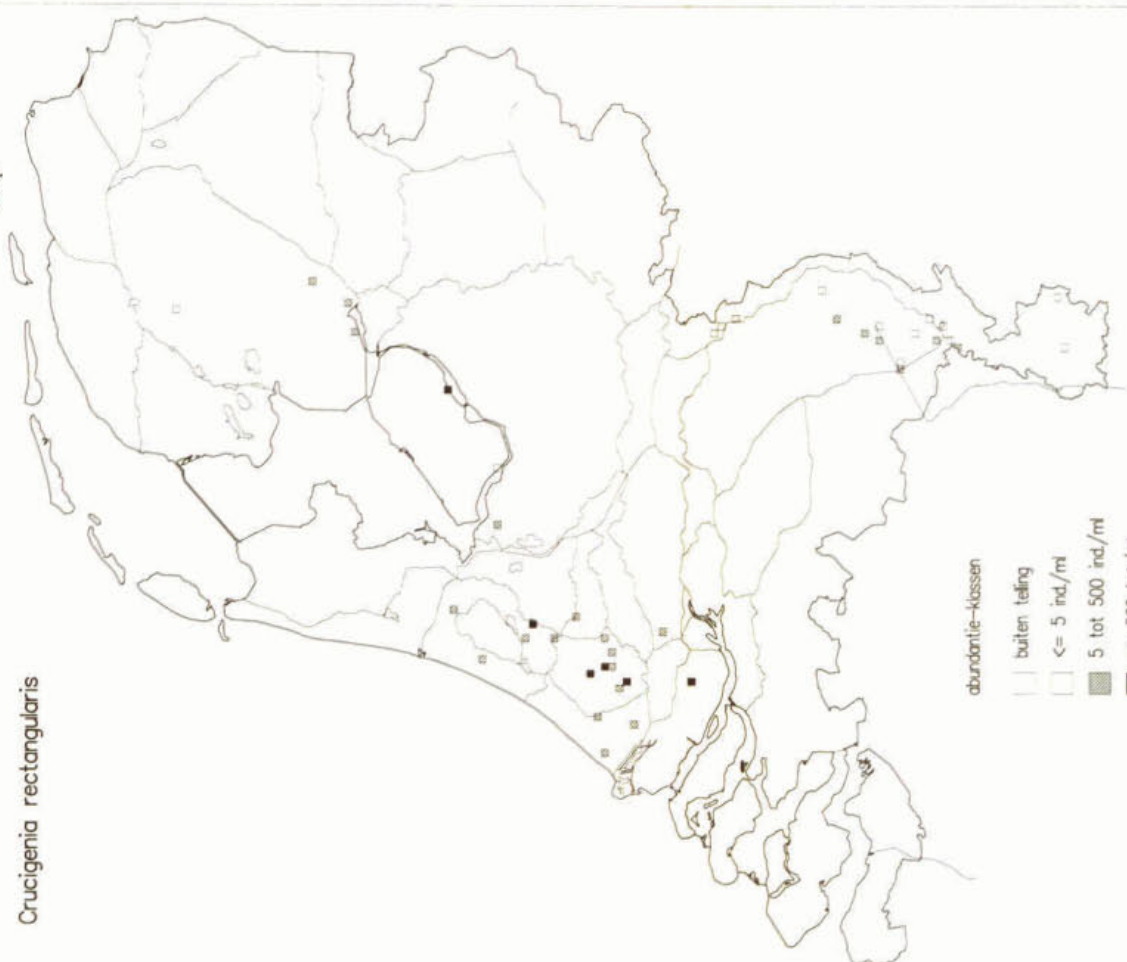 Crucigenia rectangularis
abundantie-klassen
buiten telling
<= 5 ind./ml
5 tot 500 ind./ml